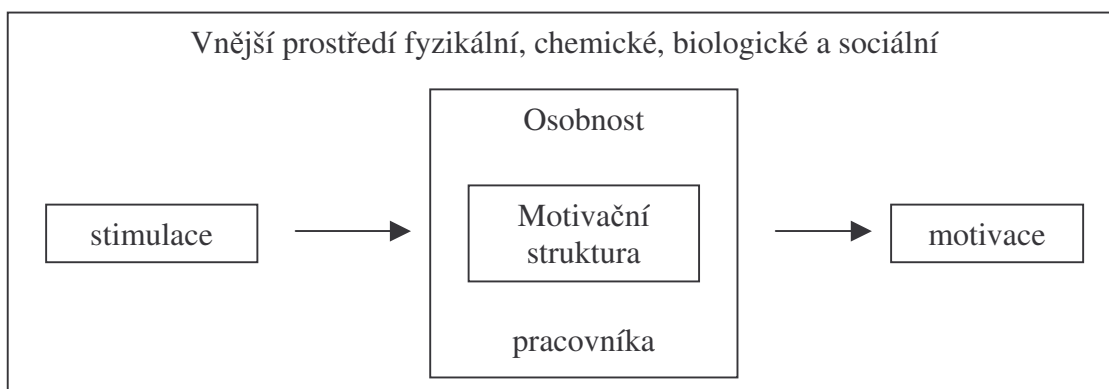 Vnější prostředí fyzikální, chemické, biologické a sociální
Osobnost
stimulace
Motivační
struktura
motivace
pracovníka